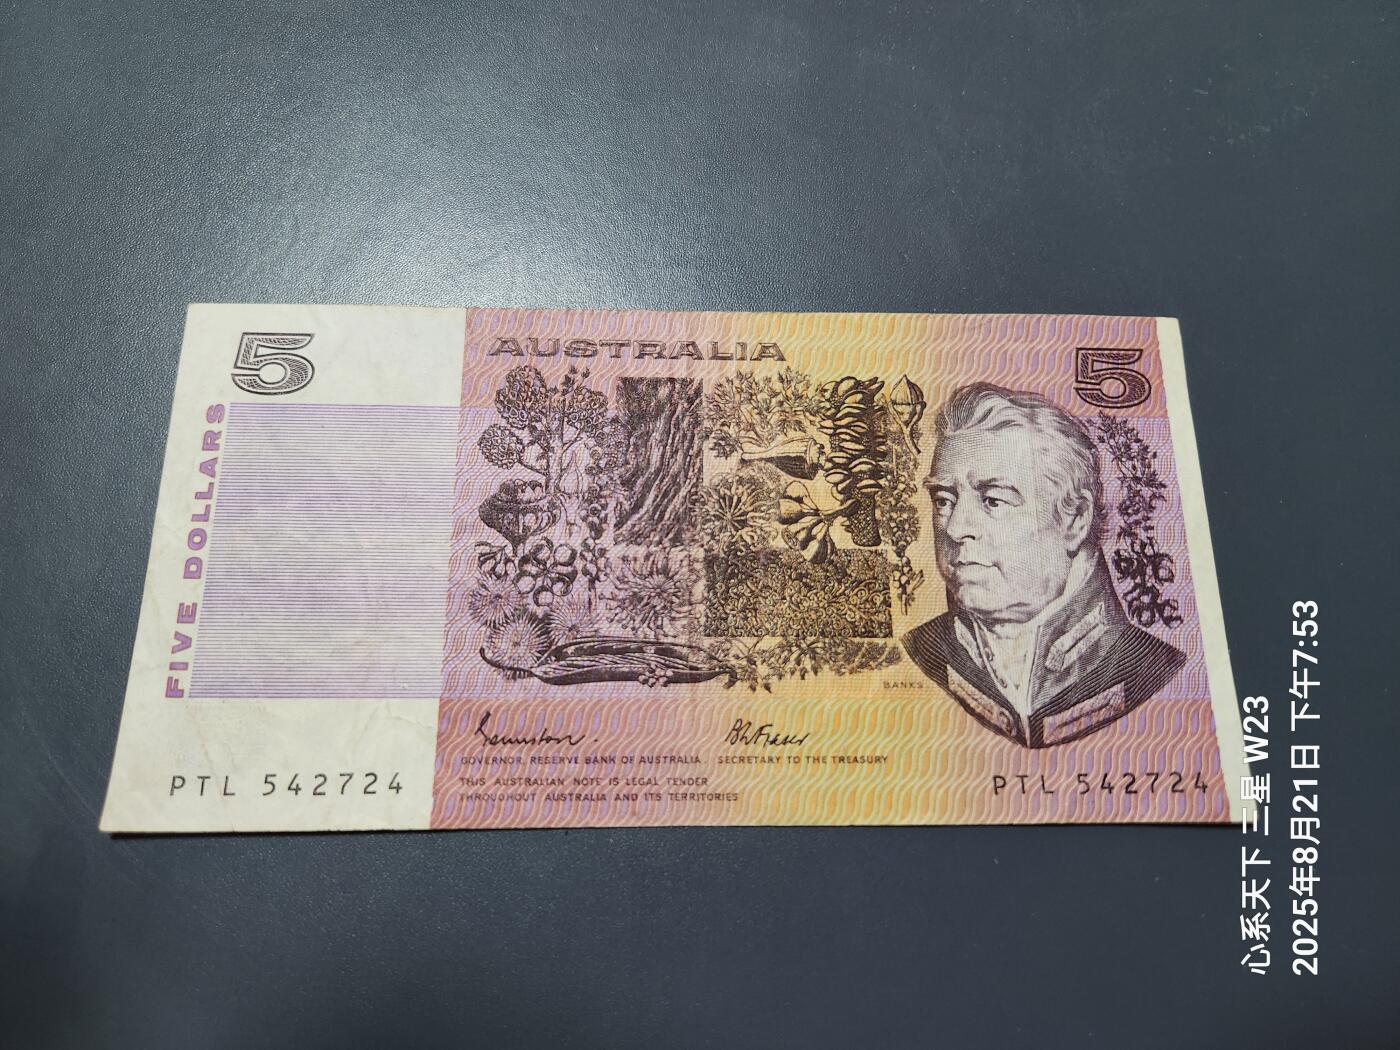 5
AUSTRALIA
5
FIVE DOLLARS
BANKS
GOVERNOR, RESERVE BANK OF AUSTRALIA. SECRETARY TO THE TREASURY
THIS AUSTRALIAN NOTE IS LEGAL TENDER
THROUGHOUT AUSTRALIA AND ITS TERRITORIES
PTL 542724
PTL 542724
心系天下 三星 W23
2025年8月21日 下午7:53